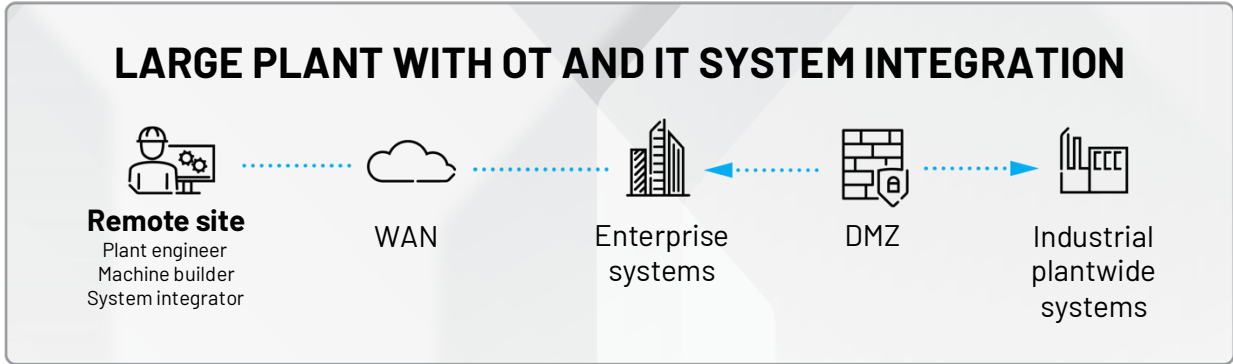 LARGE PLANT WITH OT AND IT SYSTEM INTEGRATION
Remote site
Plant engineer
Machine builder
System integrator
WAN
Enterprise
systems
DMZ
Industrial
plantwide
systems